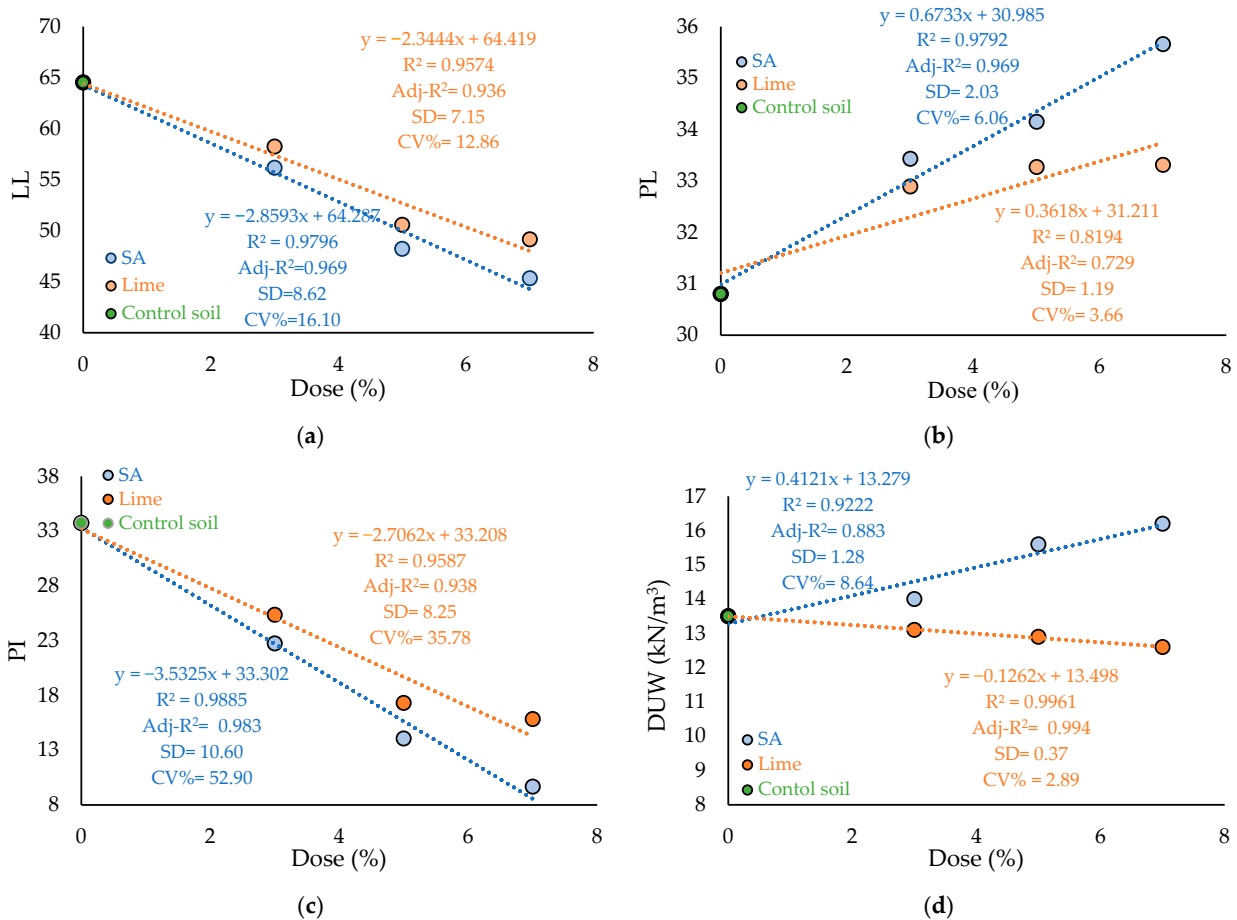 70
65
60
55
50
45
40
LL
y = −2.3444x + 64.419
R² = 0.9574
Adj-R²= 0.936
SD= 7.15
CV%= 12.86
y = −2.8593x + 64.287
R² = 0.9796
Adj-R²=0.969
SD=8.62
CV%=16.10
SA
Lime
Control soil
0 2 4 6 8
Dose (%)
(a)
36
35
34
33
32
31
30
PL
y = 0.6733x + 30.985
R² = 0.9792
Adj-R²= 0.969
SD= 2.03
CV%= 6.06
SA
Lime
Control soil
y = 0.3618x + 31.211
R² = 0.8194
Adj-R²= 0.729
SD= 1.19
CV%= 3.66
0 2 4 6 8
Dose (%)
(b)
38
33
28
23
18
13
8
PI
SA
Lime
Control soil
y = −2.7062x + 33.208
R² = 0.9587
Adj-R²= 0.938
SD= 8.25
CV%= 35.78
y = −3.5325x + 33.302
R² = 0.9885
Adj-R²= 0.983
SD= 10.60
CV%= 52.90
0 2 4 6 8
Dose (%)
(c)
17
16
15
14
13
12
11
10
9
8
DUW (kN/m³)
y = 0.4121x + 13.279
R² = 0.9222
Adj-R²= 0.883
SD= 1.28
CV%= 8.64
y = −0.1262x + 13.498
R² = 0.9961
Adj-R²= 0.994
SD= 0.37
CV% = 2.89
SA
Lime
Contol soil
0 2 4 6 8
Dose (%)
(d)